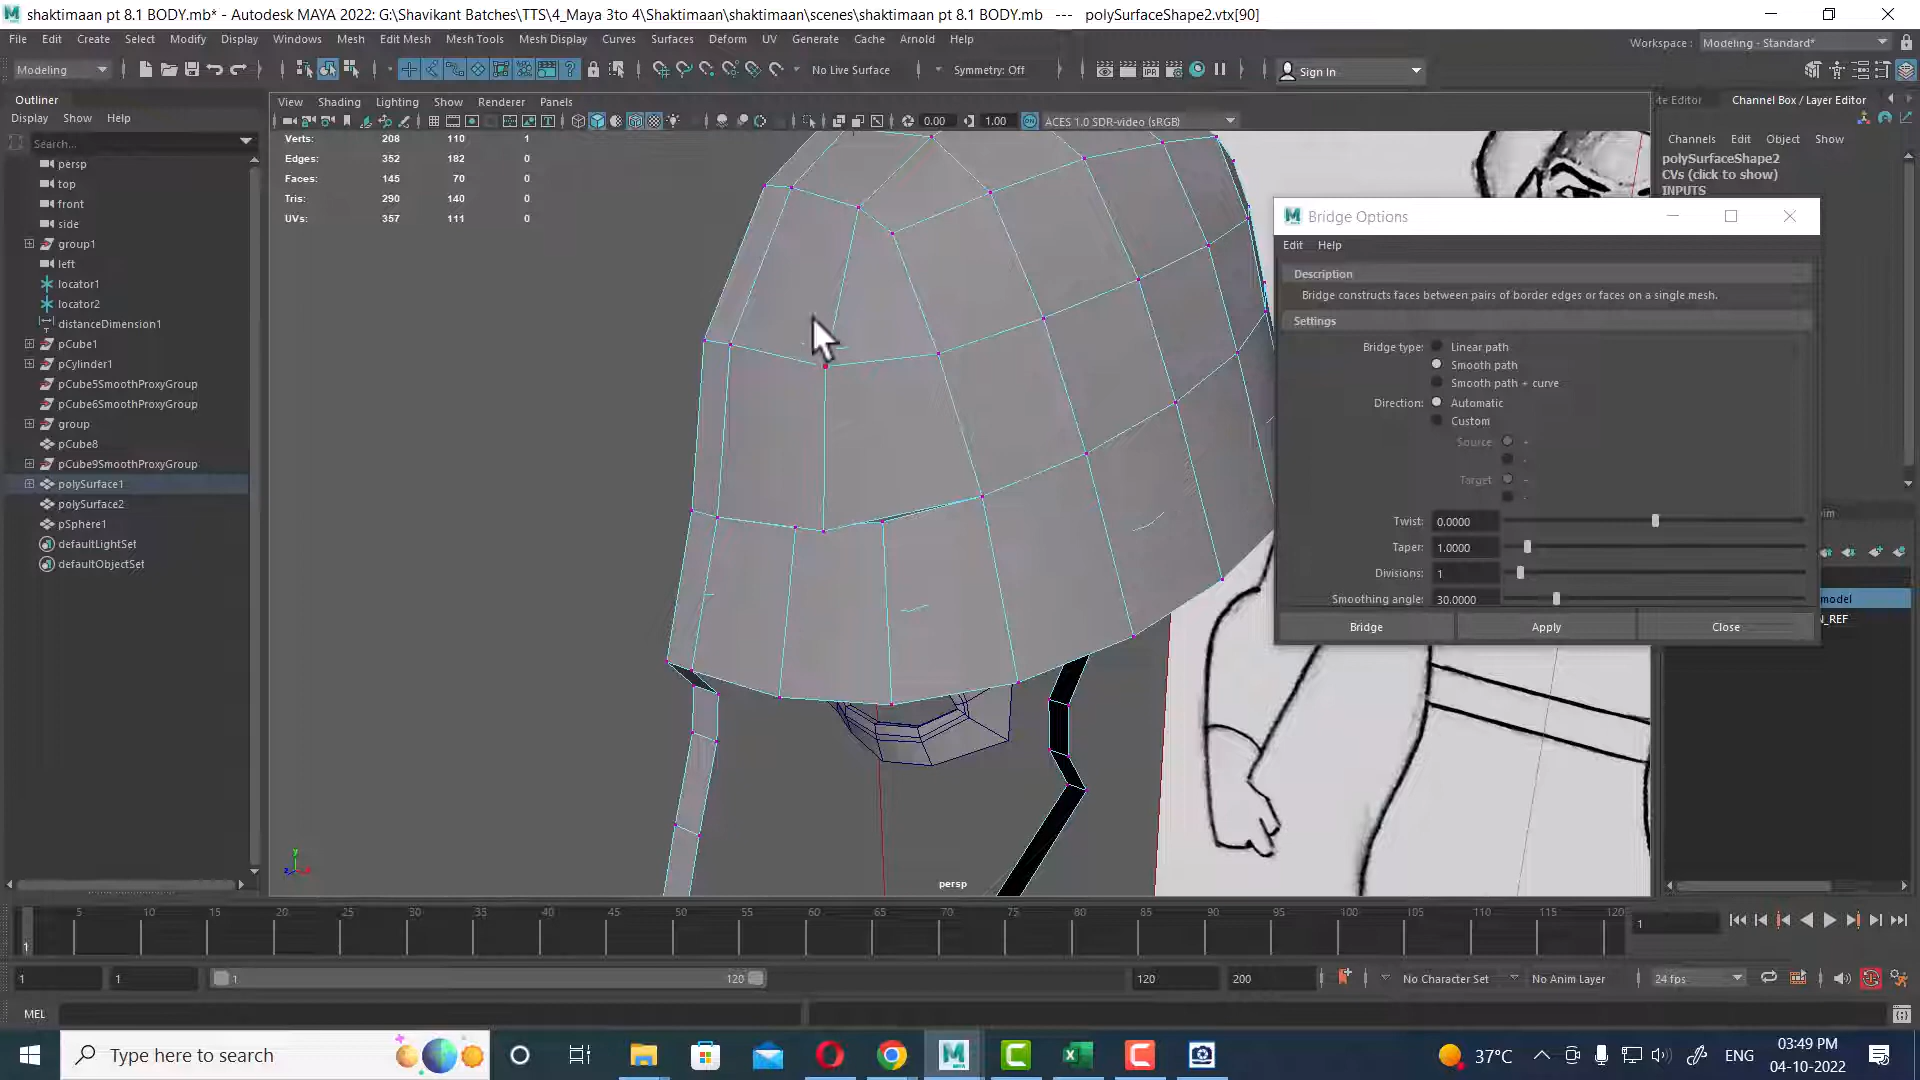 shaktimaan pt 8.1 BODY.mb* - Autodesk MAYA 2022: G:\Shavikant Batches\TTS\4_Maya 3to 4\Shaktimaan\shaktimaan\scenes\shaktimaan pt 8.1 BODY.mb --- polySurfaceShape2.vtx[90]
File Edit Create Select Modify Display Windows Mesh Edit Mesh Mesh Tools Mesh Display Curves Surfaces Deform UV Generate Cache Arnold Help
Workspace : Modeling - Standard*
Modeling No Live Surface Symmetry: Off Sign In
Outliner
Display Show Help
Search...
persp
top
front
side
group1
left
locator1
locator2
distanceDimension1
pCube1
pCylinder1
pCube5SmoothProxyGroup
pCube6SmoothProxyGroup
group
pCube8
pCube9SmoothProxyGroup
polySurface1
polySurface2
pSphere1
defaultLightSet
defaultObjectSet
View Shading Lighting Show Renderer Panels
0.00 1.00 ACES 1.0 SDR-video (sRGB)
Verts: 208 110 1
Edges: 352 182 0
Faces: 145 70 0
Tris: 290 140 0
UVs: 357 111 0
persp
te Editor Channel Box / Layer Editor
Channels Edit Object Show
polySurfaceShape2
CVs (click to show)
INPUTS
Bridge Options
Edit Help
Description
Bridge constructs faces between pairs of border edges or faces on a single mesh.
Settings
Bridge type: Linear path
Smooth path
Smooth path + curve
Direction: Automatic
Custom
Source -
-
Target -
-
Twist: 0.0000
Taper: 1.0000
Divisions: 1
Smoothing angle: 30.0000
Bridge Apply Close
model
_REF
5 10 15 20 25 30 35 40 45 50 55 60 65 70 75 80 85 90 95 100 105 110 115 120
1 1
1 1 1 120 120 200 No Character Set No Anim Layer 24 fps
MEL
Type here to search
37°C ENG 03:49 PM
04-10-2022